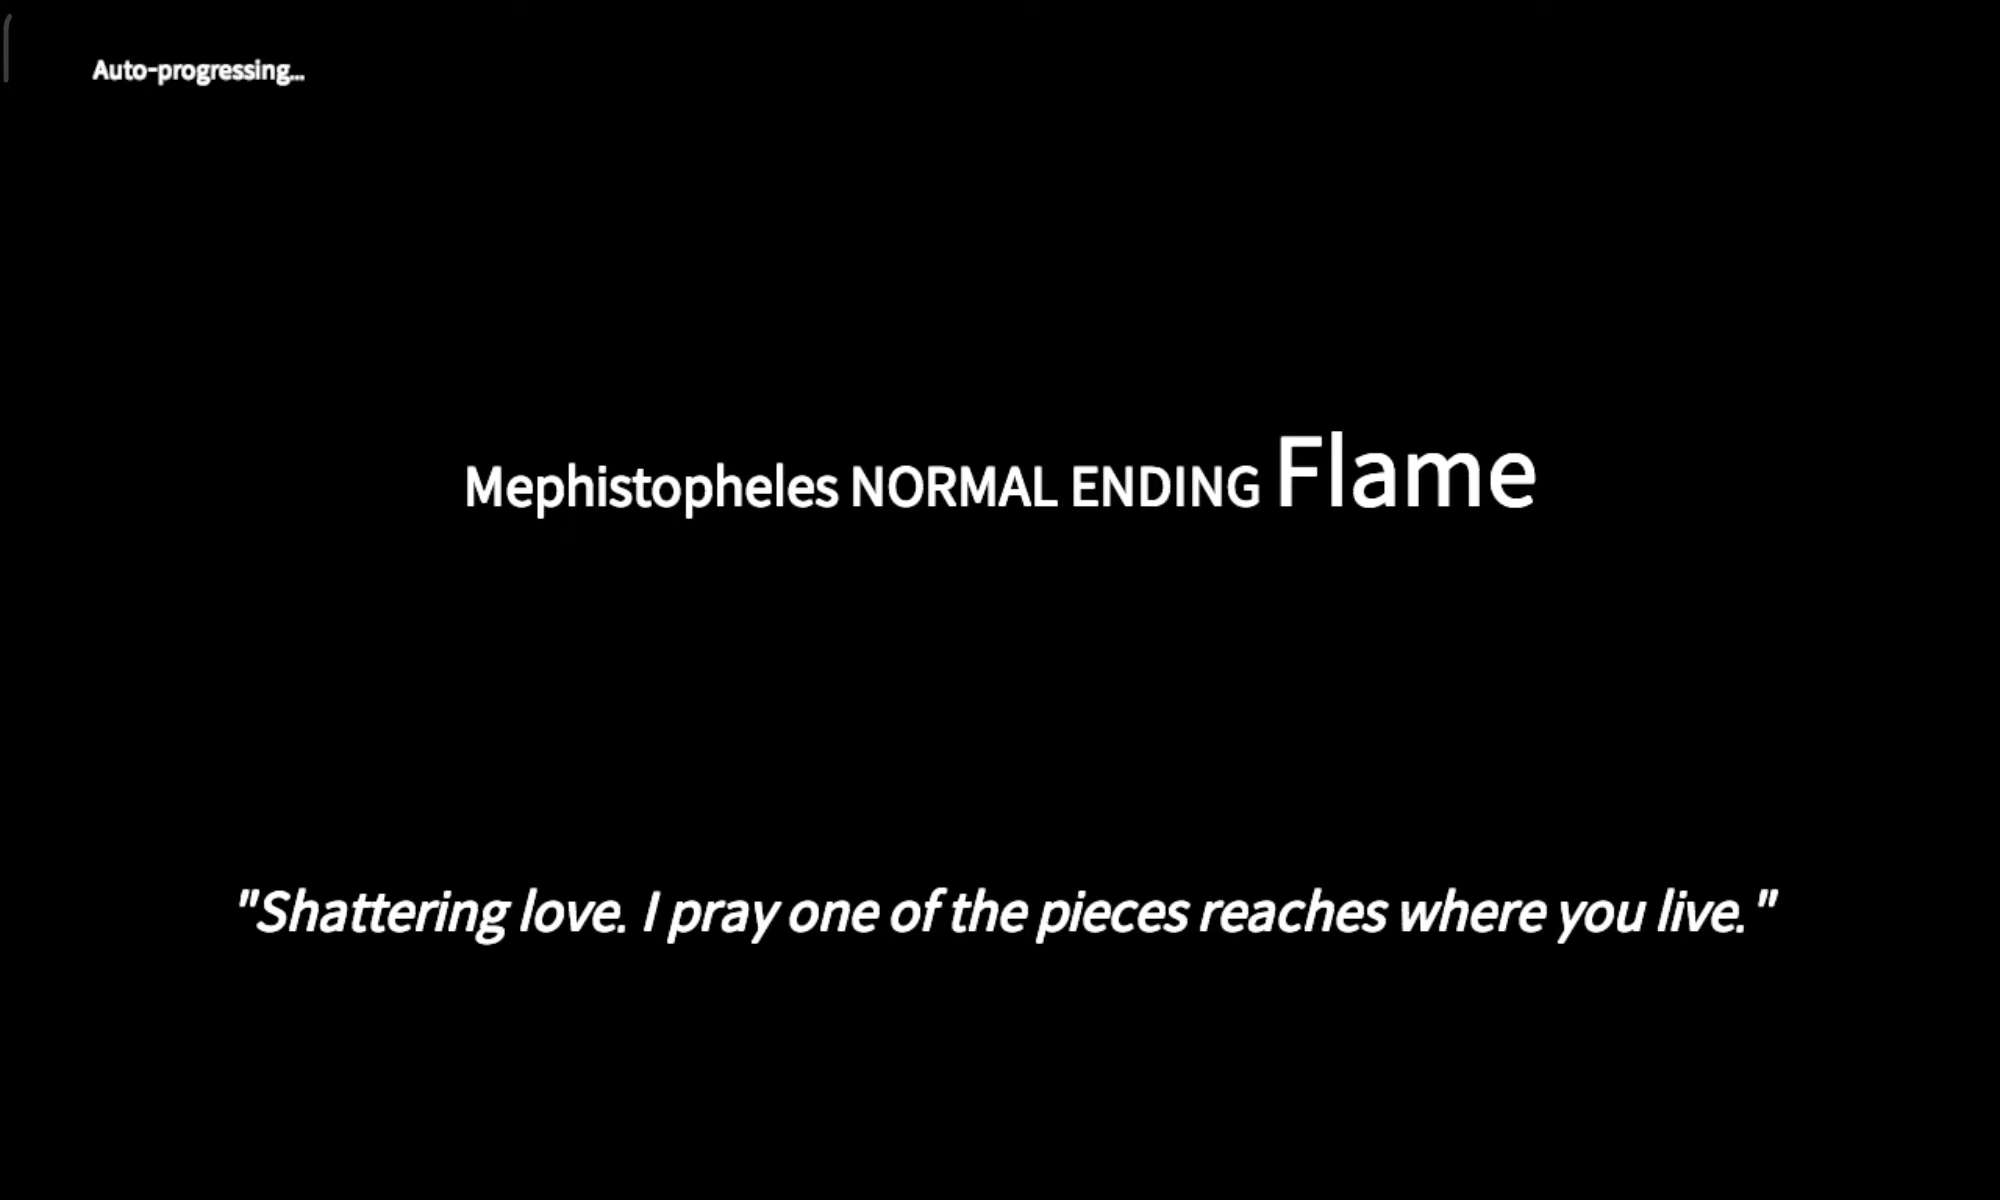 Auto-progressing...
Mephistopheles NORMAL ENDING Flame
"Shattering love. I pray one of the pieces reaches where you live."